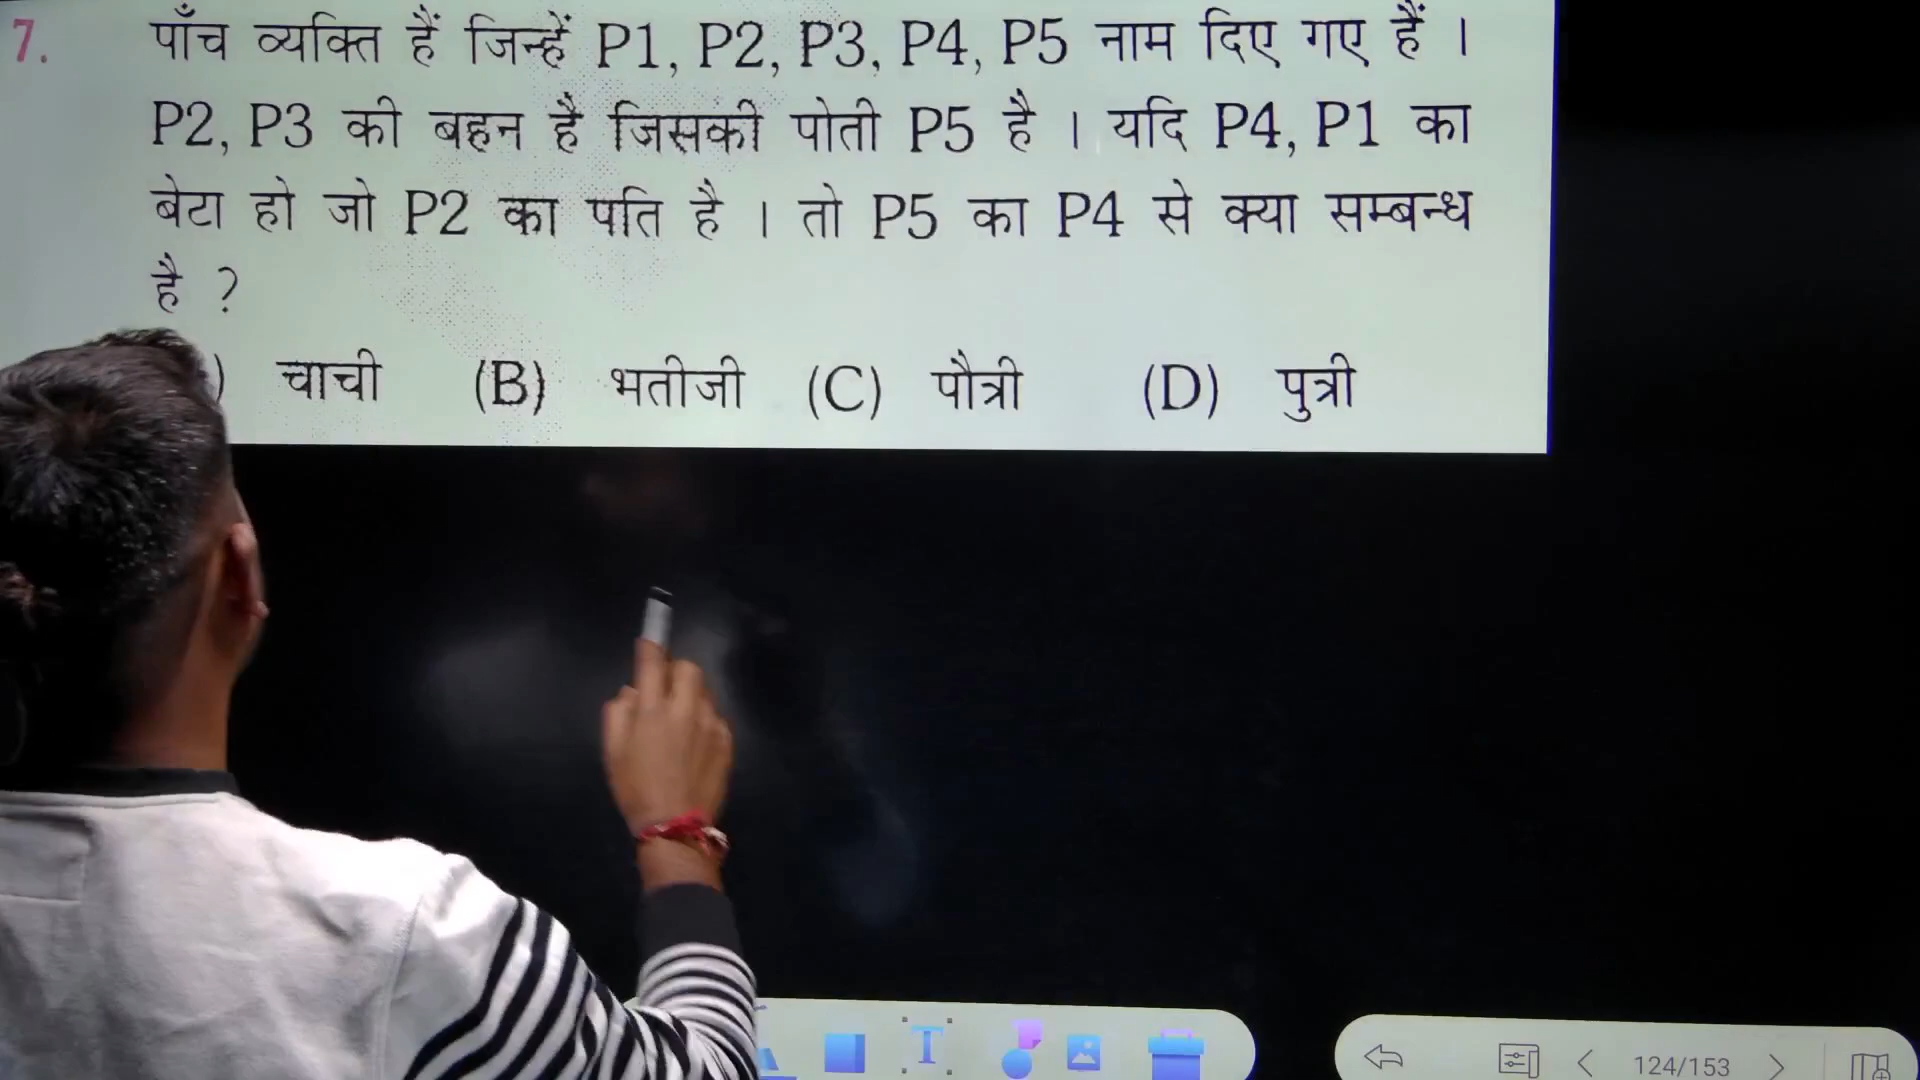 7. पाँच व्यक्ति हैं जिन्हें P1, P2, P3, P4, P5 नाम दिए गए हैं ।
P2, P3 की बहन है जिसकी पोती P5 है । यदि P4, P1 का
बेटा हो जो P2 का पति है । तो P5 का P4 से क्या सम्बन्ध
है ?
) चाची (B) भतीजी (C) पौत्री (D) पुत्री
T
124/153